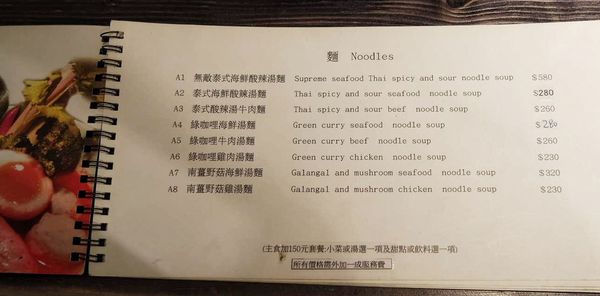 麵 Noodles
A1 無敵泰式海鮮酸辣湯麵 Supreme seafood Thai spicy and sour noodle soup $580
A2 泰式海鮮酸辣湯麵 Thai spicy and sour seafood noodle soup $280
A3 泰式酸辣湯牛肉麵 Thai spicy and sour beef noodle soup $260
A4 綠咖哩海鮮湯麵 Green curry seafood noodle soup $280
A5 綠咖哩牛肉湯麵 Green curry beef noodle soup $260
A6 綠咖哩雞肉湯麵 Green curry chicken noodle soup $230
A7 南薑野菇海鮮湯麵 Galangal and mushroom seafood noodle soup $320
A8 南薑野菇雞湯麵 Galangal and mushroom chicken noodle soup $230
(主食加150元套餐:小菜或湯選一項及甜點或飲料選一項)
所有價格需外加一成服務費